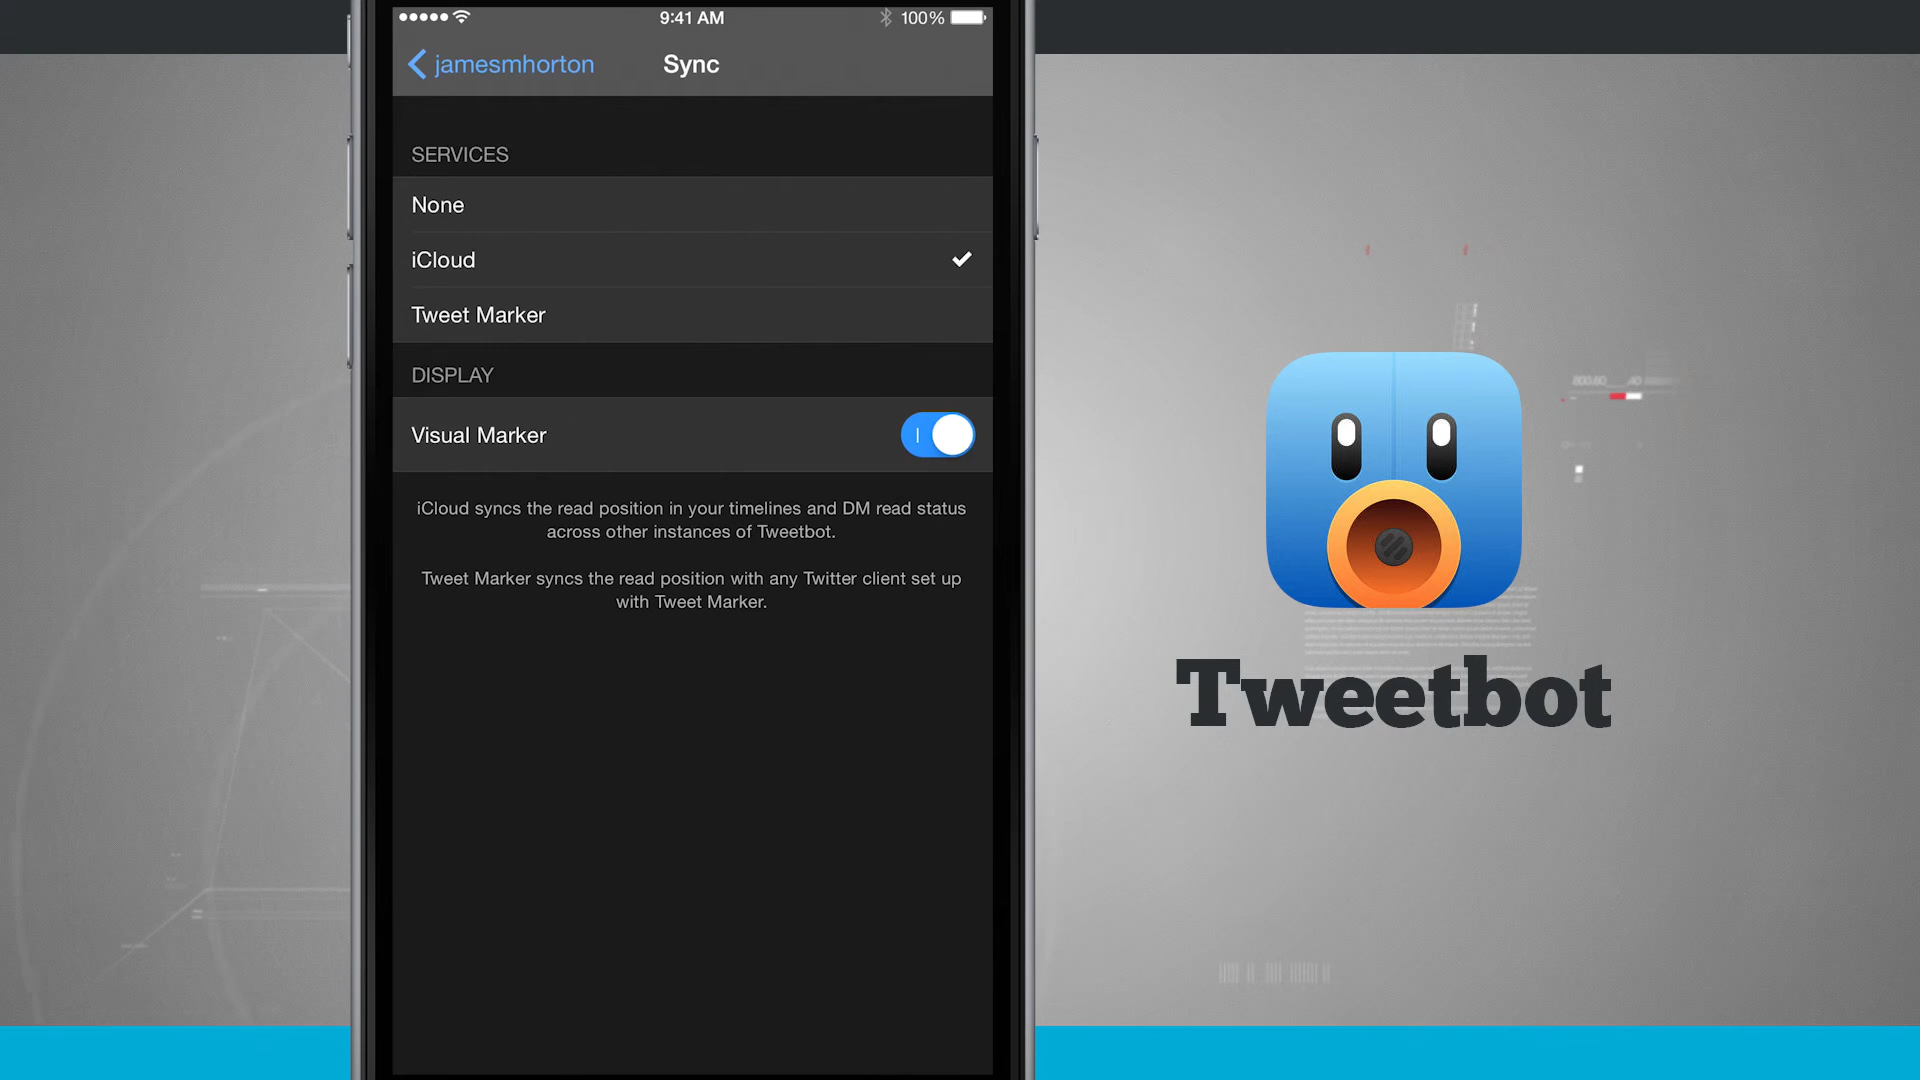 9:41 AM
100%
jamesmhorton
Sync
SERVICES
None
iCloud
Tweet Marker
DISPLAY
Visual Marker
iCloud syncs the read position in your timelines and DM read status
across other instances of Tweetbot.
Tweet Marker syncs the read position with any Twitter client set up
with Tweet Marker.
Tweetbot